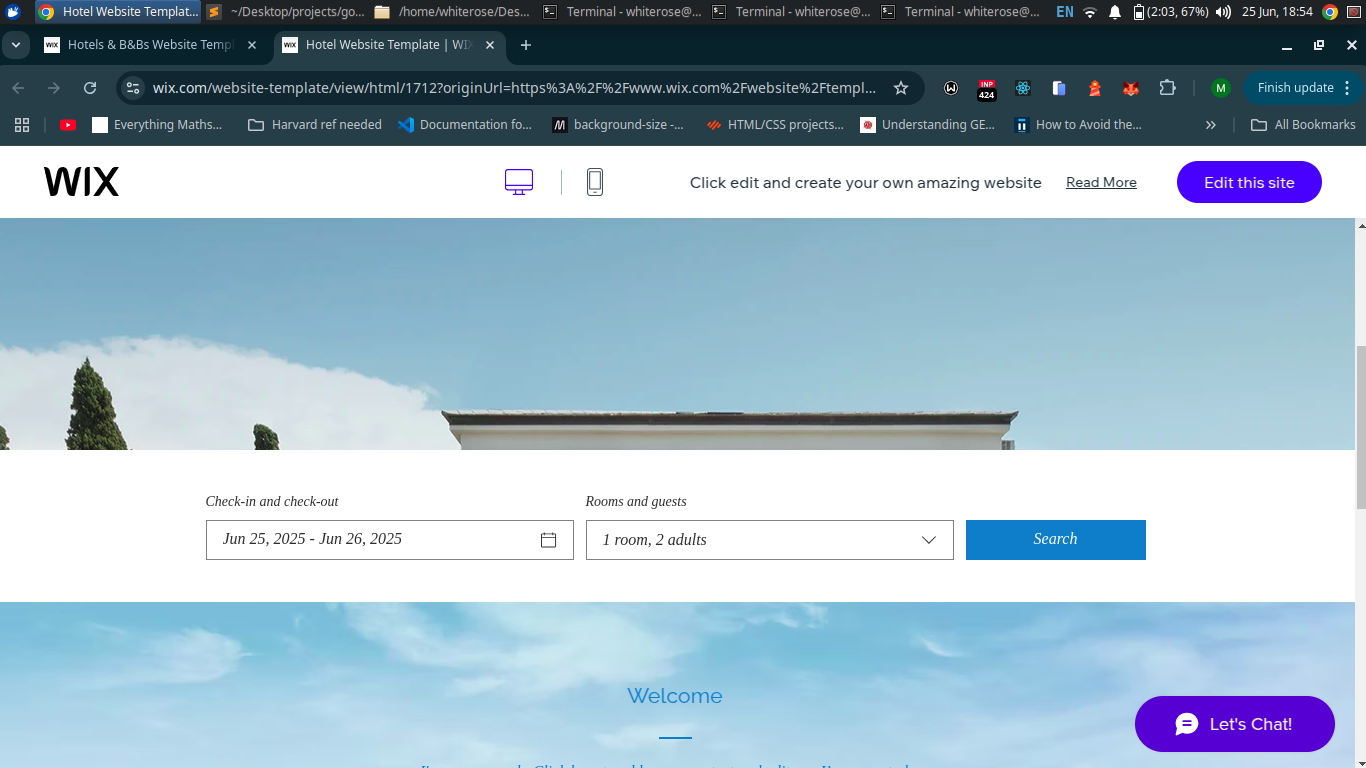 Hotel Website Templat...
~/Desktop/projects/go...
/home/whiterose/Des...
Terminal - whiterose@...
Terminal - whiterose@...
Terminal - whiterose@...
EN
(2:03, 67%)
25 Jun, 18:54
WIX Hotels & B&Bs Website Templ
WIX Hotel Website Template | WIX
wix.com/website-template/view/html/1712?originUrl=https%3A%2F%2Fwww.wix.com%2Fwebsite%2Ftempl...
INP
424
M
Finish update
Everything Maths...
Harvard ref needed
Documentation fo...
background-size -...
HTML/CSS projects...
Understanding GE...
How to Avoid the...
All Bookmarks
WIX
Click edit and create your own amazing website
Read More
Edit this site
Check-in and check-out
Rooms and guests
Jun 25, 2025 - Jun 26, 2025
1 room, 2 adults
Search
Welcome
Let's Chat!